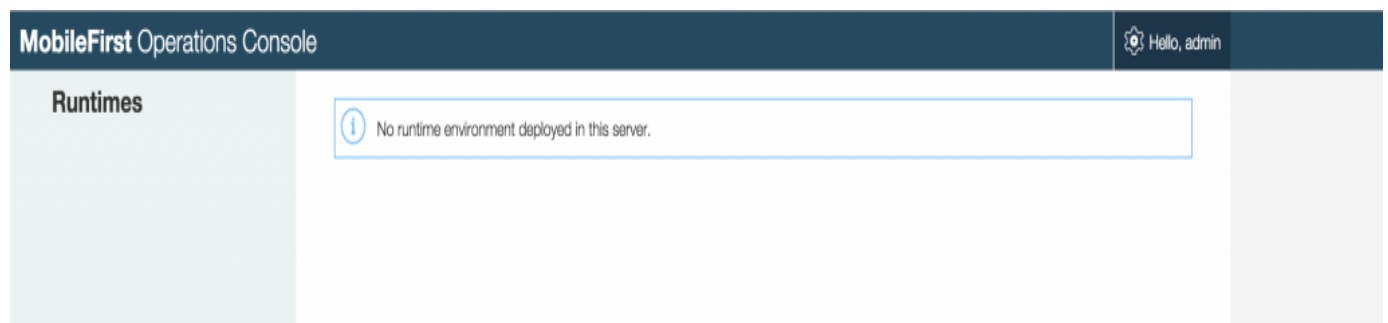 MobileFirst Operations Console
Hello, admin
Runtimes
No runtime environment deployed in this server.